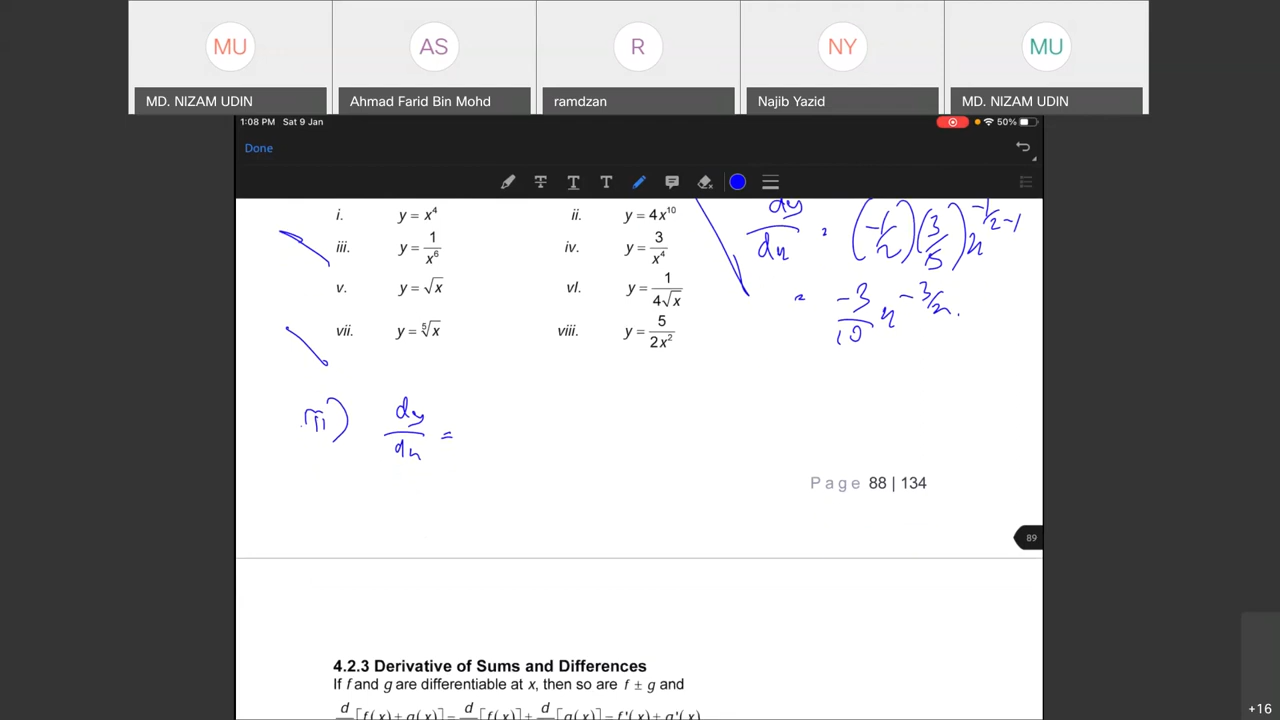 MU AS R NY MU
MD. NIZAM UDIN Ahmad Farid Bin Mohd ramdzan Najib Yazid MD. NIZAM UDIN
1:08 PM Sat 9 Jan 50%
Done
i. y = x⁴ ii. y = 4x¹⁰
iii. y = 1/x⁶ iv. y = 3/x⁴
v. y = √x vi. y = 1/(4√x)
vii. y = ⁵√x viii. y = 5/(2x²)
dy/dx = (-1/2)(3/5)x^(-1/2-1)
= -3/10 x^(-3/2).
iii) dy/dx =
Page 88 | 134
89
4.2.3 Derivative of Sums and Differences
If f and g are differentiable at x, then so are f ± g and
d [f(x) + g(x)] = d [f(x)] + d [g(x)] = f'(x) + g'(x)
+16